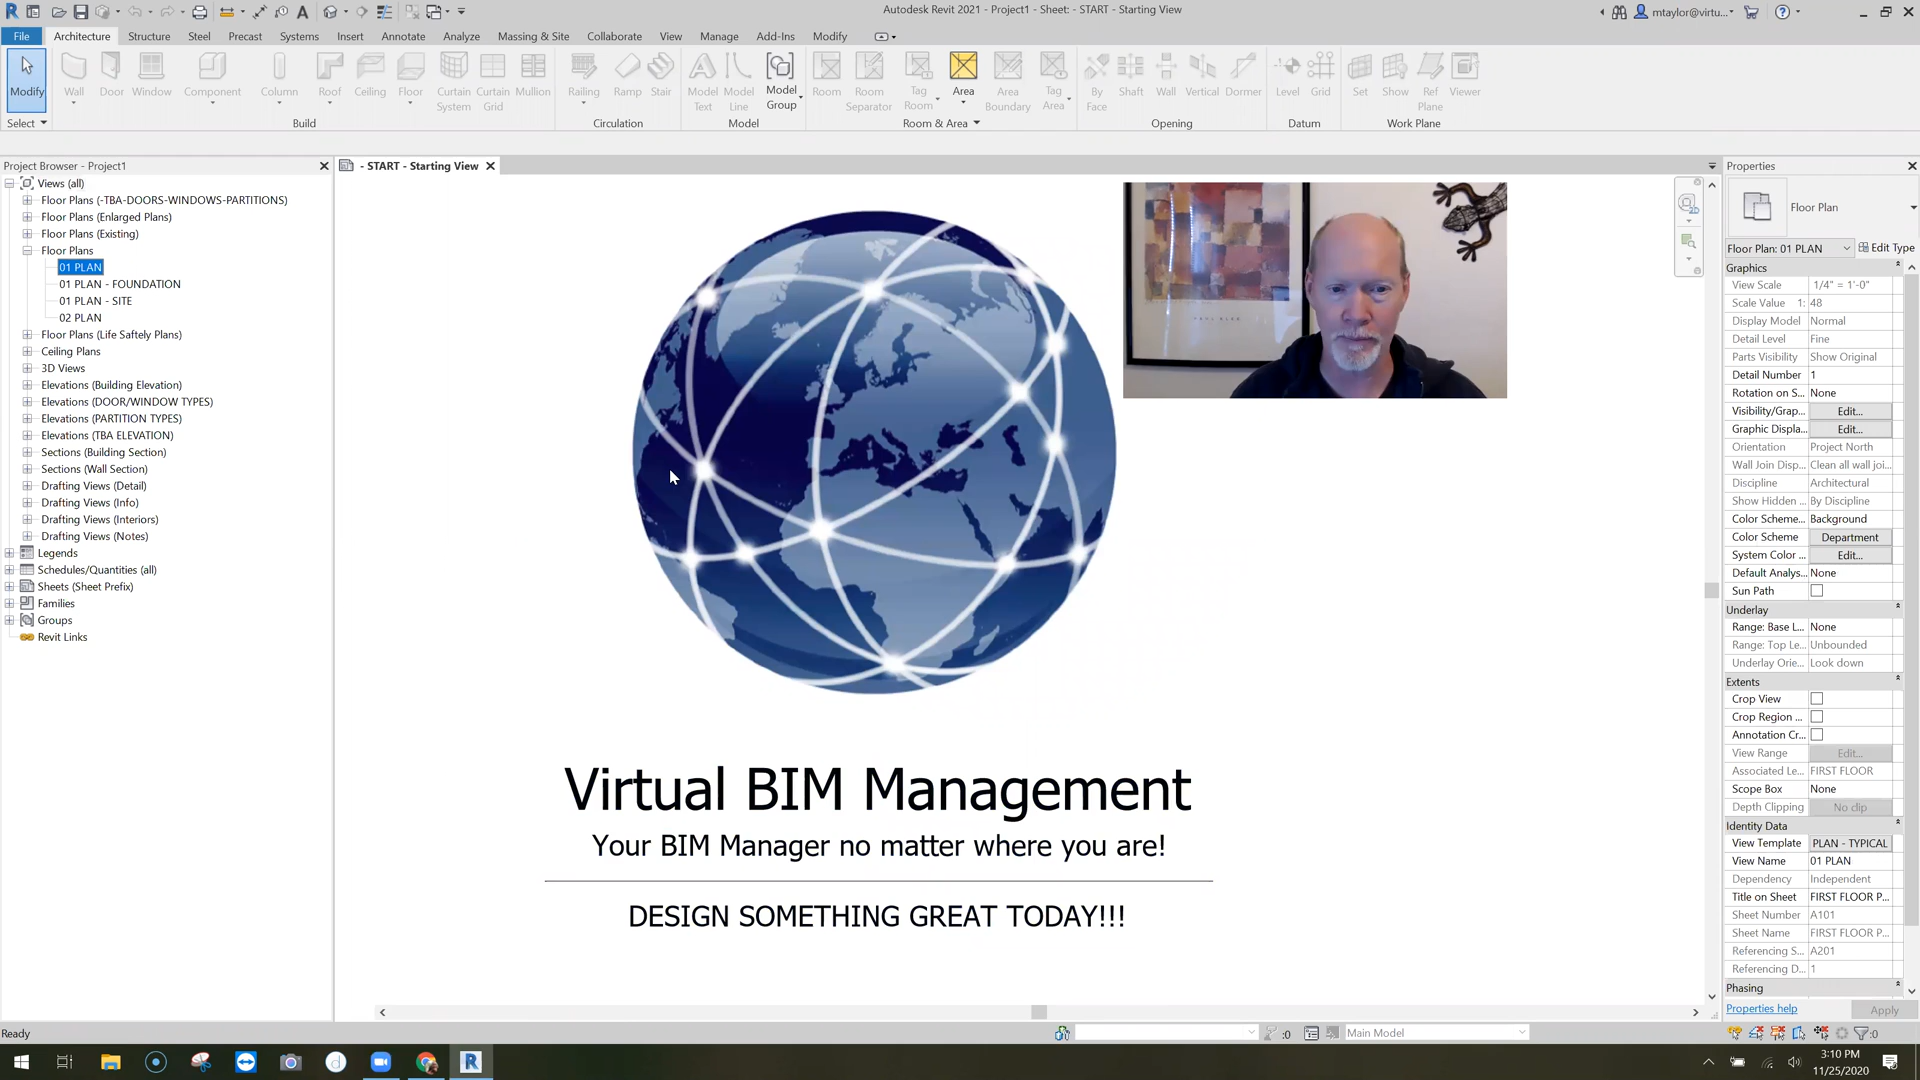 Autodesk Revit 2021 - Project1 - Sheet: - START - Starting View
mtaylor@virtu...
File Architecture Structure Steel Precast Systems Insert Annotate Analyze Massing & Site Collaborate View Manage Add-Ins Modify
Modify Wall Door Window Component Column Roof Ceiling Floor Curtain System Curtain Grid Mullion Railing Ramp Stair Model Text Model Line Model Group Room Room Separator Tag Room Area Area Boundary Tag Area By Face Shaft Wall Vertical Dormer Level Grid Set Show Ref Plane Viewer
Select Build Circulation Model Room & Area Opening Datum Work Plane
Project Browser - Project1
Views (all)
Floor Plans (-TBA-DOORS-WINDOWS-PARTITIONS)
Floor Plans (Enlarged Plans)
Floor Plans (Existing)
Floor Plans
01 PLAN
01 PLAN - FOUNDATION
01 PLAN - SITE
02 PLAN
Floor Plans (Life Saftely Plans)
Ceiling Plans
3D Views
Elevations (Building Elevation)
Elevations (DOOR/WINDOW TYPES)
Elevations (PARTITION TYPES)
Elevations (TBA ELEVATION)
Sections (Building Section)
Sections (Wall Section)
Drafting Views (Detail)
Drafting Views (Info)
Drafting Views (Interiors)
Drafting Views (Notes)
Legends
Schedules/Quantities (all)
Sheets (Sheet Prefix)
Families
Groups
Revit Links
- START - Starting View
Virtual BIM Management
Your BIM Manager no matter where you are!
DESIGN SOMETHING GREAT TODAY!!!
Properties
Floor Plan
Floor Plan: 01 PLAN Edit Type
Graphics
View Scale 1/4" = 1'-0"
Scale Value 1: 48
Display Model Normal
Detail Level Fine
Parts Visibility Show Original
Detail Number 1
Rotation on S... None
Visibility/Grap... Edit...
Graphic Displa... Edit...
Orientation Project North
Wall Join Disp... Clean all wall joi...
Discipline Architectural
Show Hidden ... By Discipline
Color Scheme... Background
Color Scheme Department
System Color ... Edit...
Default Analys... None
Sun Path
Underlay
Range: Base L... None
Range: Top Le... Unbounded
Underlay Orie... Look down
Extents
Crop View
Crop Region ...
Annotation Cr...
View Range Edit...
Associated Le... FIRST FLOOR
Scope Box None
Depth Clipping No clip
Identity Data
View Template PLAN - TYPICAL
View Name 01 PLAN
Dependency Independent
Title on Sheet FIRST FLOOR P...
Sheet Number A101
Sheet Name FIRST FLOOR P...
Referencing S... A201
Referencing D... 1
Phasing
Properties help Apply
Ready
:0 Main Model :0
3:10 PM
11/25/2020